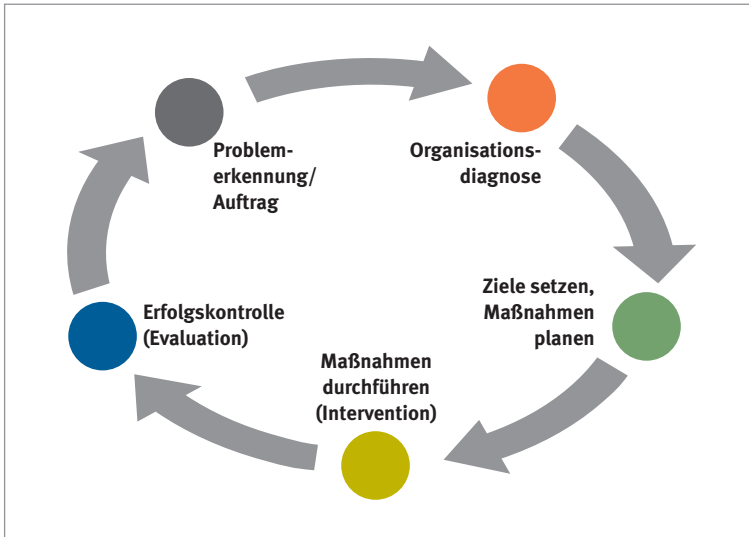 Problem-
erkennung/
Auftrag
Organisations-
diagnose
Ziele setzen,
Maßnahmen
planen
Maßnahmen
durchführen
(Intervention)
Erfolgskontrolle
(Evaluation)